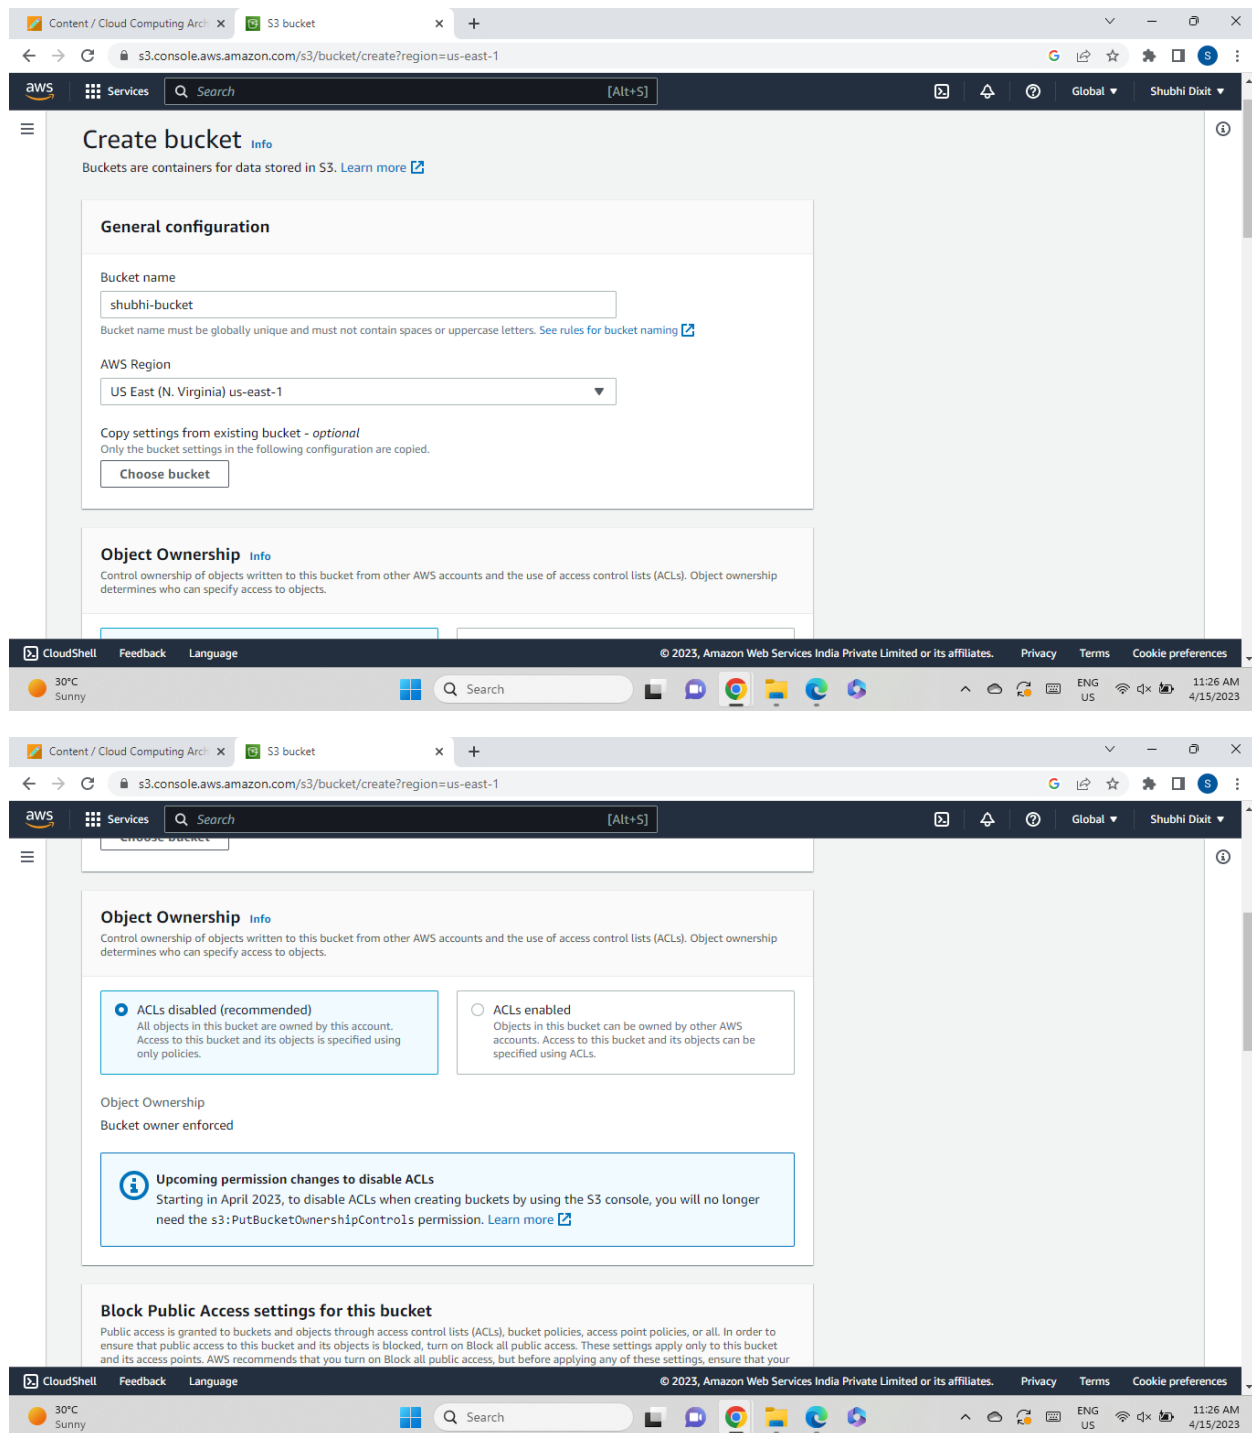 Content / Cloud Computing Arch
S3 bucket
s3.console.aws.amazon.com/s3/bucket/create?region=us-east-1
G
S
aws
Services
Search
[Alt+S]
Global
Shubhi Dixit
Create bucket Info
Buckets are containers for data stored in S3. Learn more
General configuration
Bucket name
shubhi-bucket
Bucket name must be globally unique and must not contain spaces or uppercase letters. See rules for bucket naming
AWS Region
US East (N. Virginia) us-east-1
Copy settings from existing bucket - optional
Only the bucket settings in the following configuration are copied.
Choose bucket
Object Ownership Info
Control ownership of objects written to this bucket from other AWS accounts and the use of access control lists (ACLs). Object ownership
determines who can specify access to objects.
CloudShell
Feedback
Language
© 2023, Amazon Web Services India Private Limited or its affiliates.
Privacy
Terms
Cookie preferences
30°C
Sunny
Search
ENG
US
11:26 AM
4/15/2023
Content / Cloud Computing Arch
S3 bucket
s3.console.aws.amazon.com/s3/bucket/create?region=us-east-1
G
S
aws
Services
Search
[Alt+S]
Global
Shubhi Dixit
Choose bucket
Object Ownership Info
Control ownership of objects written to this bucket from other AWS accounts and the use of access control lists (ACLs). Object ownership
determines who can specify access to objects.
ACLs disabled (recommended)
All objects in this bucket are owned by this account.
Access to this bucket and its objects is specified using
only policies.
ACLs enabled
Objects in this bucket can be owned by other AWS
accounts. Access to this bucket and its objects can be
specified using ACLs.
Object Ownership
Bucket owner enforced
Upcoming permission changes to disable ACLs
Starting in April 2023, to disable ACLs when creating buckets by using the S3 console, you will no longer
need the s3:PutBucketOwnershipControls permission. Learn more
Block Public Access settings for this bucket
Public access is granted to buckets and objects through access control lists (ACLs), bucket policies, access point policies, or all. In order to
ensure that public access to this bucket and its objects is blocked, turn on Block all public access. These settings apply only to this bucket
and its access points. AWS recommends that you turn on Block all public access, but before applying any of these settings, ensure that your
CloudShell
Feedback
Language
© 2023, Amazon Web Services India Private Limited or its affiliates.
Privacy
Terms
Cookie preferences
30°C
Sunny
Search
ENG
US
11:26 AM
4/15/2023